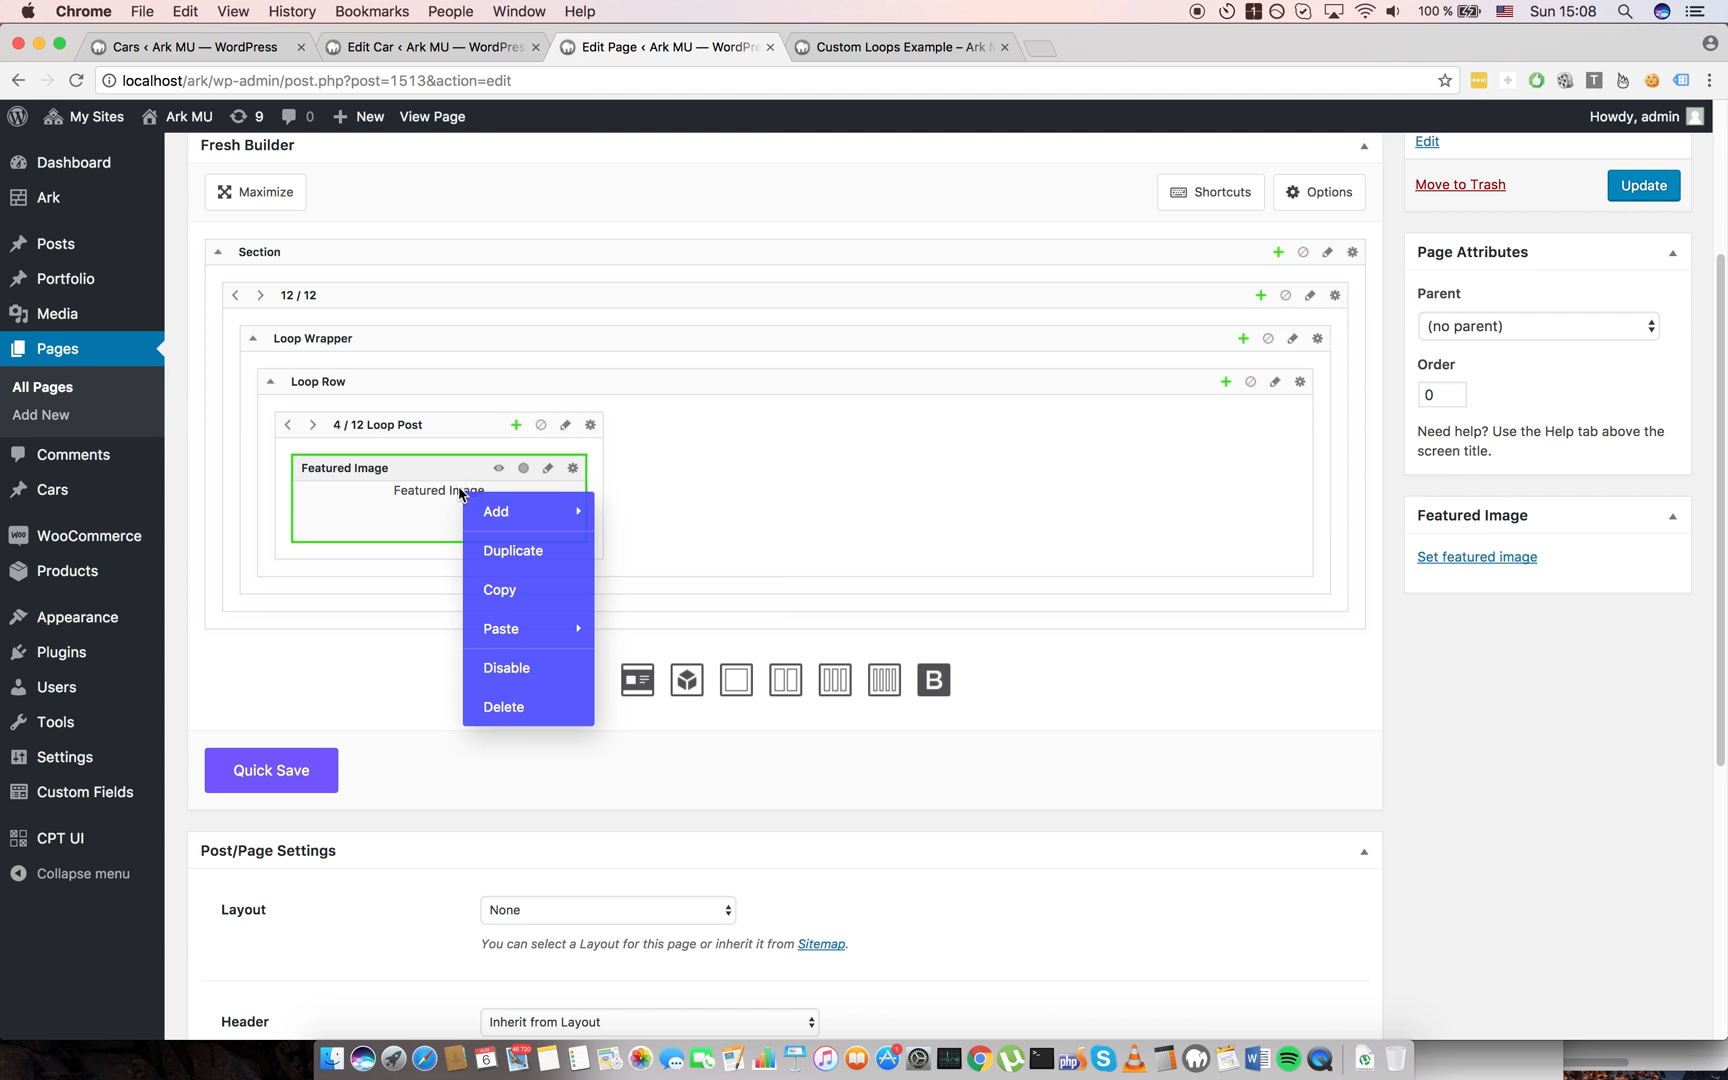 Chrome File Edit View History Bookmarks People Window Help 100 % Sun 15:08
Cars ‹ Ark MU — WordPress
Edit Car ‹ Ark MU — WordPres
Edit Page ‹ Ark MU — WordPre
Custom Loops Example – Ark M
localhost/ark/wp-admin/post.php?post=1513&action=edit
My Sites Ark MU 9 0 New View Page Howdy, admin
Dashboard
Ark
Posts
Portfolio
Media
Pages
All Pages
Add New
Comments
Cars
WooCommerce
Products
Appearance
Plugins
Users
Tools
Settings
Custom Fields
CPT UI
Collapse menu
Fresh Builder
Maximize
Shortcuts
Options
Section
12 / 12
Loop Wrapper
Loop Row
4 / 12 Loop Post
Featured Image
Featured Image
Add
Duplicate
Copy
Paste
Disable
Delete
B
Quick Save
Post/Page Settings
Layout
None
You can select a Layout for this page or inherit it from Sitemap.
Header
Inherit from Layout
Edit
Move to Trash
Update
Page Attributes
Parent
(no parent)
Order
0
Need help? Use the Help tab above the
screen title.
Featured Image
Set featured image